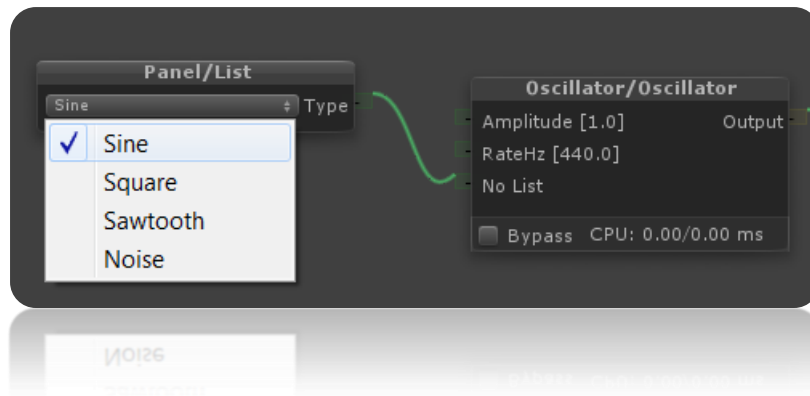 Panel/List
Sine Type
Sine
Square
Sawtooth
Noise
Oscillator/Oscillator
Amplitude [1.0] Output
RateHz [440.0]
No List
Bypass CPU: 0.00/0.00 ms
Noise